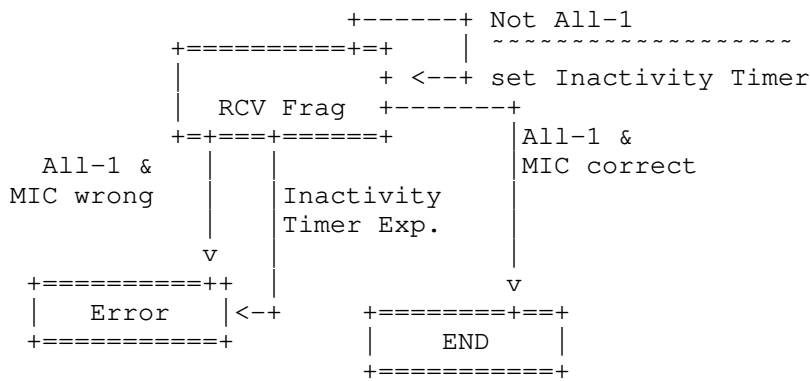 Not All-1
~~~~~~~~~~~~~~~~~~~
set Inactivity Timer
RCV Frag
All-1 &
MIC correct
All-1 &
MIC wrong
Inactivity
Timer Exp.
Error
END